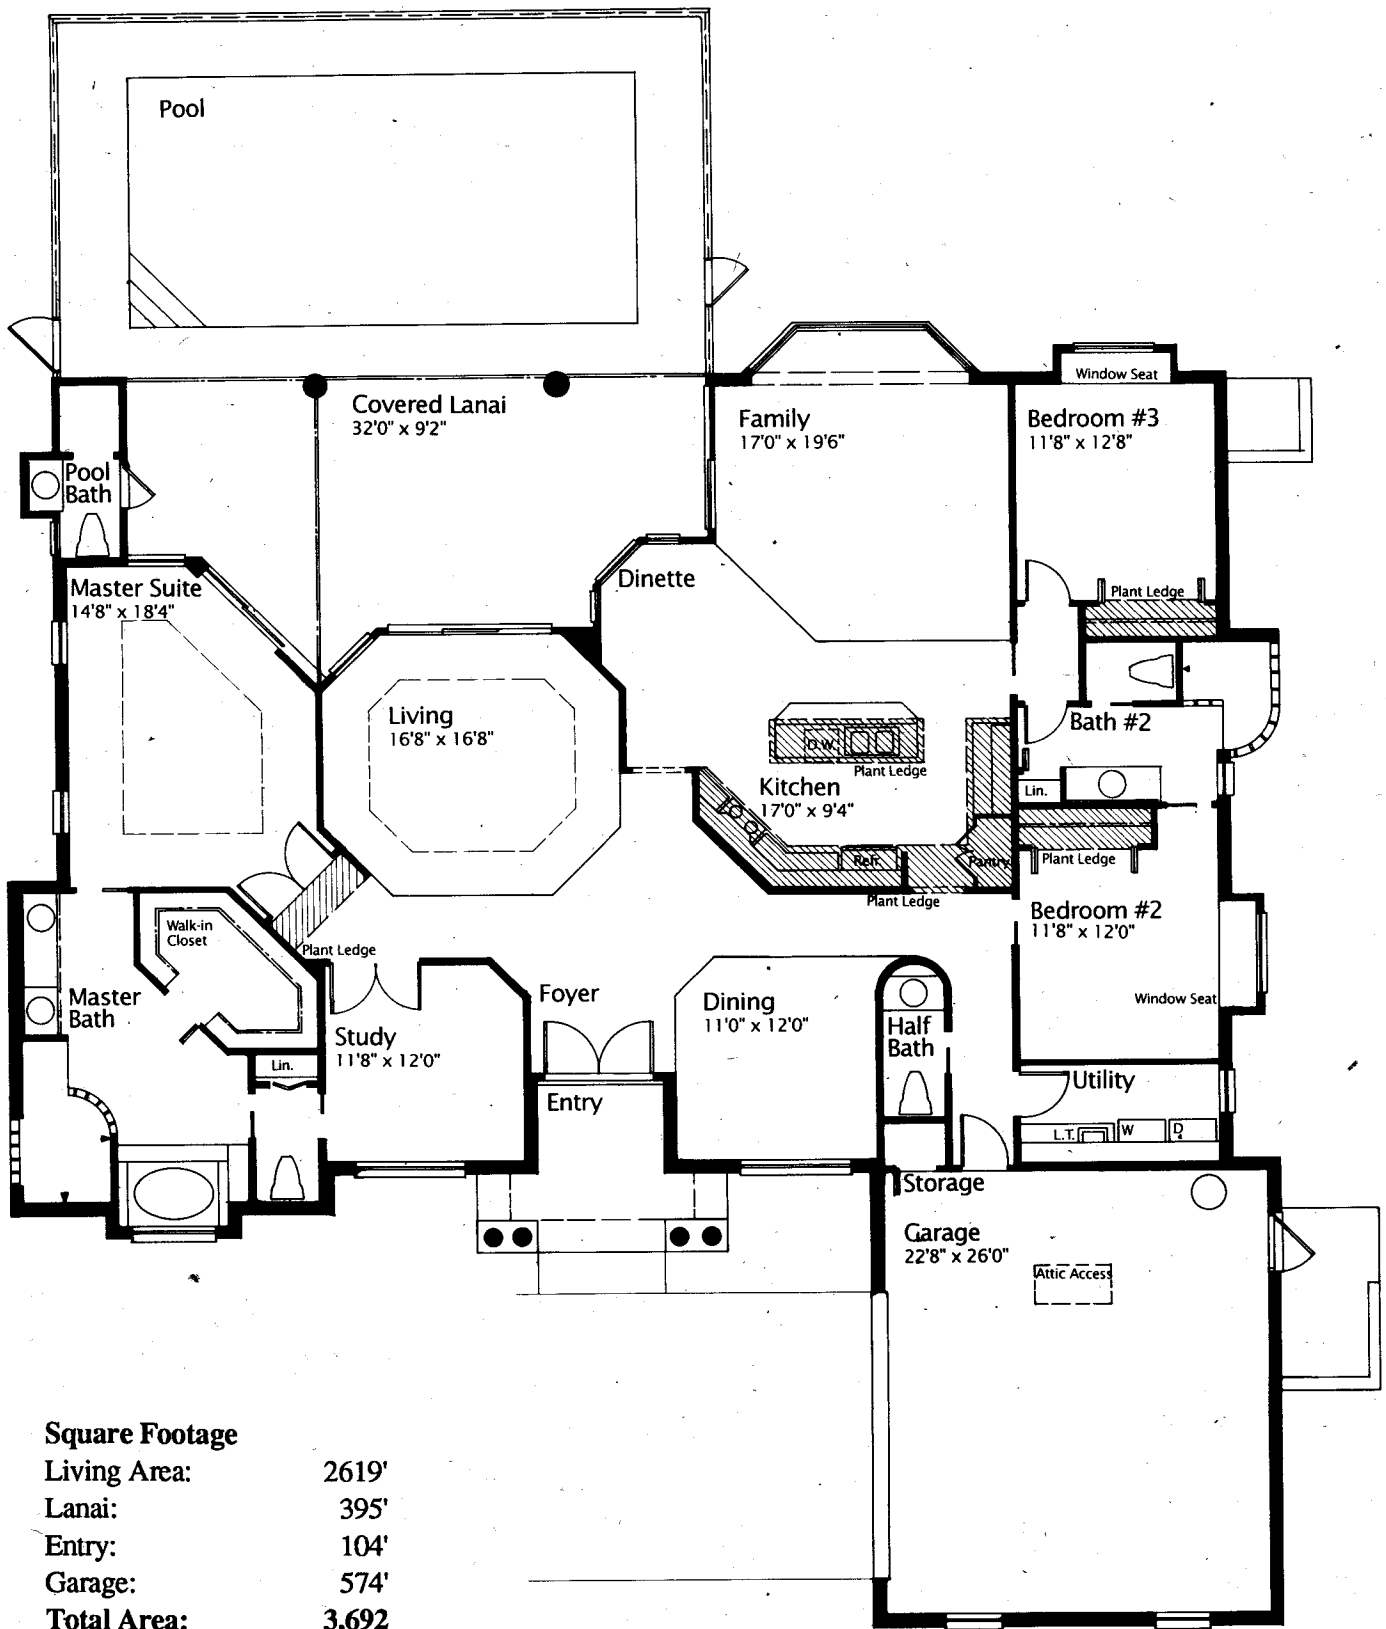 Pool
Covered Lanai
32'0" x 9'2"
Family
17'0" x 19'6"
Window Seat
Bedroom #3
11'8" x 12'8"
Pool
Bath
Master Suite
14'8" x 18'4"
Dinette
Plant Ledge
Living
16'8" x 16'8"
Bath #2
D.W.
Plant Ledge
Kitchen
17'0" x 9'4"
Lin.
Refr.
Pantry
Plant Ledge
Plant Ledge
Bedroom #2
11'8" x 12'0"
Walk-in
Closet
Plant Ledge
Master
Bath
Foyer
Dining
11'0" x 12'0"
Window Seat
Study
11'8" x 12'0"
Half
Bath
Lin.
Entry
Utility
L.T.
W
D
Storage
Garage
22'8" x 26'0"
Attic Access
Square Footage
Living Area: 2619'
Lanai: 395'
Entry: 104'
Garage: 574'
Total Area: 3,692